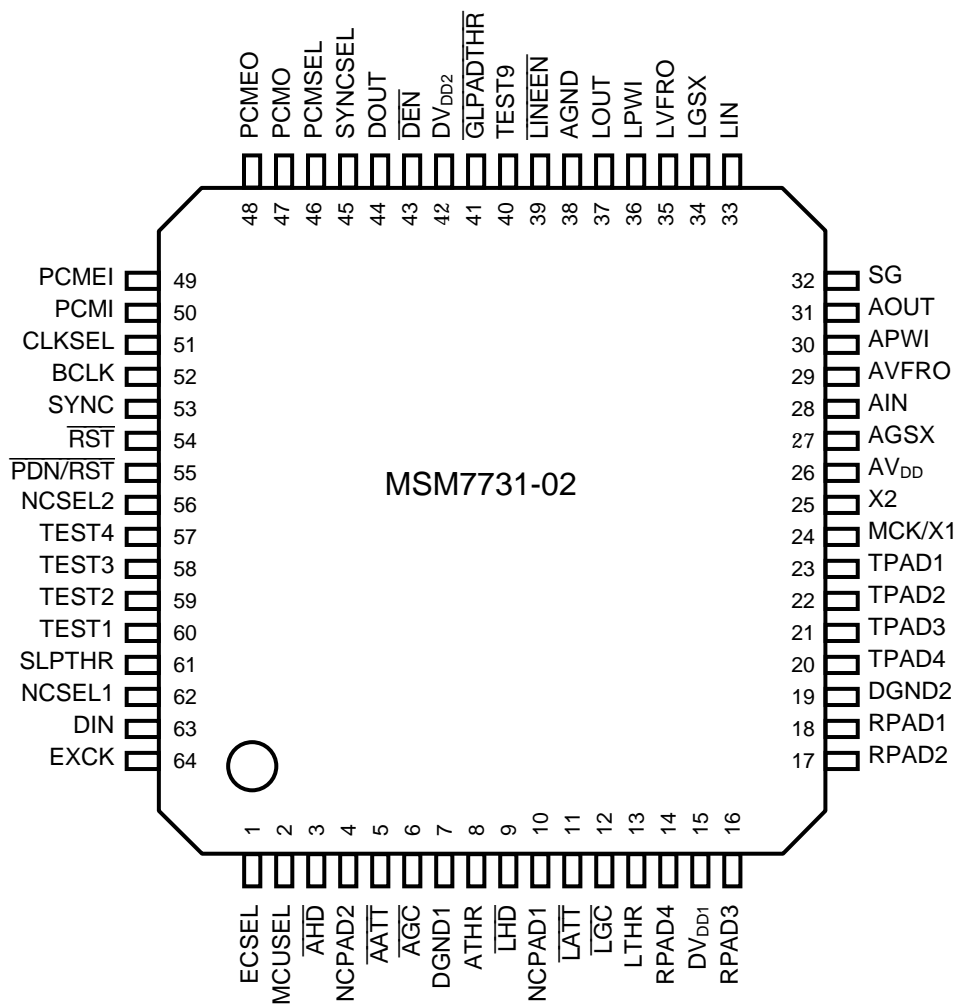 PCMEO
PCMO
PCMSEL
SYNCSEL
DOUT
DEN
DVDD2
GLPADTHR
TEST9
LINEEN
AGND
LOUT
LPWI
LVFRO
LGSX
LIN
48 47 46 45 44 43 42 41 40 39 38 37 36 35 34 33
PCMEI 49
PCMI 50
CLKSEL 51
BCLK 52
SYNC 53
RST 54
PDN/RST 55
NCSEL2 56
TEST4 57
TEST3 58
TEST2 59
TEST1 60
SLPTHR 61
NCSEL1 62
DIN 63
EXCK 64
MSM7731-02
32 SG
31 AOUT
30 APWI
29 AVFRO
28 AIN
27 AGSX
26 AVDD
25 X2
24 MCK/X1
23 TPAD1
22 TPAD2
21 TPAD3
20 TPAD4
19 DGND2
18 RPAD1
17 RPAD2
1 2 3 4 5 6 7 8 9 10 11 12 13 14 15 16
ECSEL
MCUSEL
AHD
NCPAD2
AATT
AGC
DGND1
ATHR
LHD
NCPAD1
LATT
LGC
LTHR
RPAD4
DVDD1
RPAD3